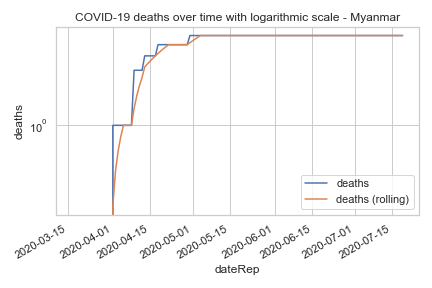 COVID-19 deaths over time with logarithmic scale - Myanmar
deaths
10⁰
deaths
deaths (rolling)
2020-03-15
2020-04-01
2020-04-15
2020-05-01
2020-05-15
2020-06-01
2020-06-15
2020-07-01
2020-07-15
dateRep